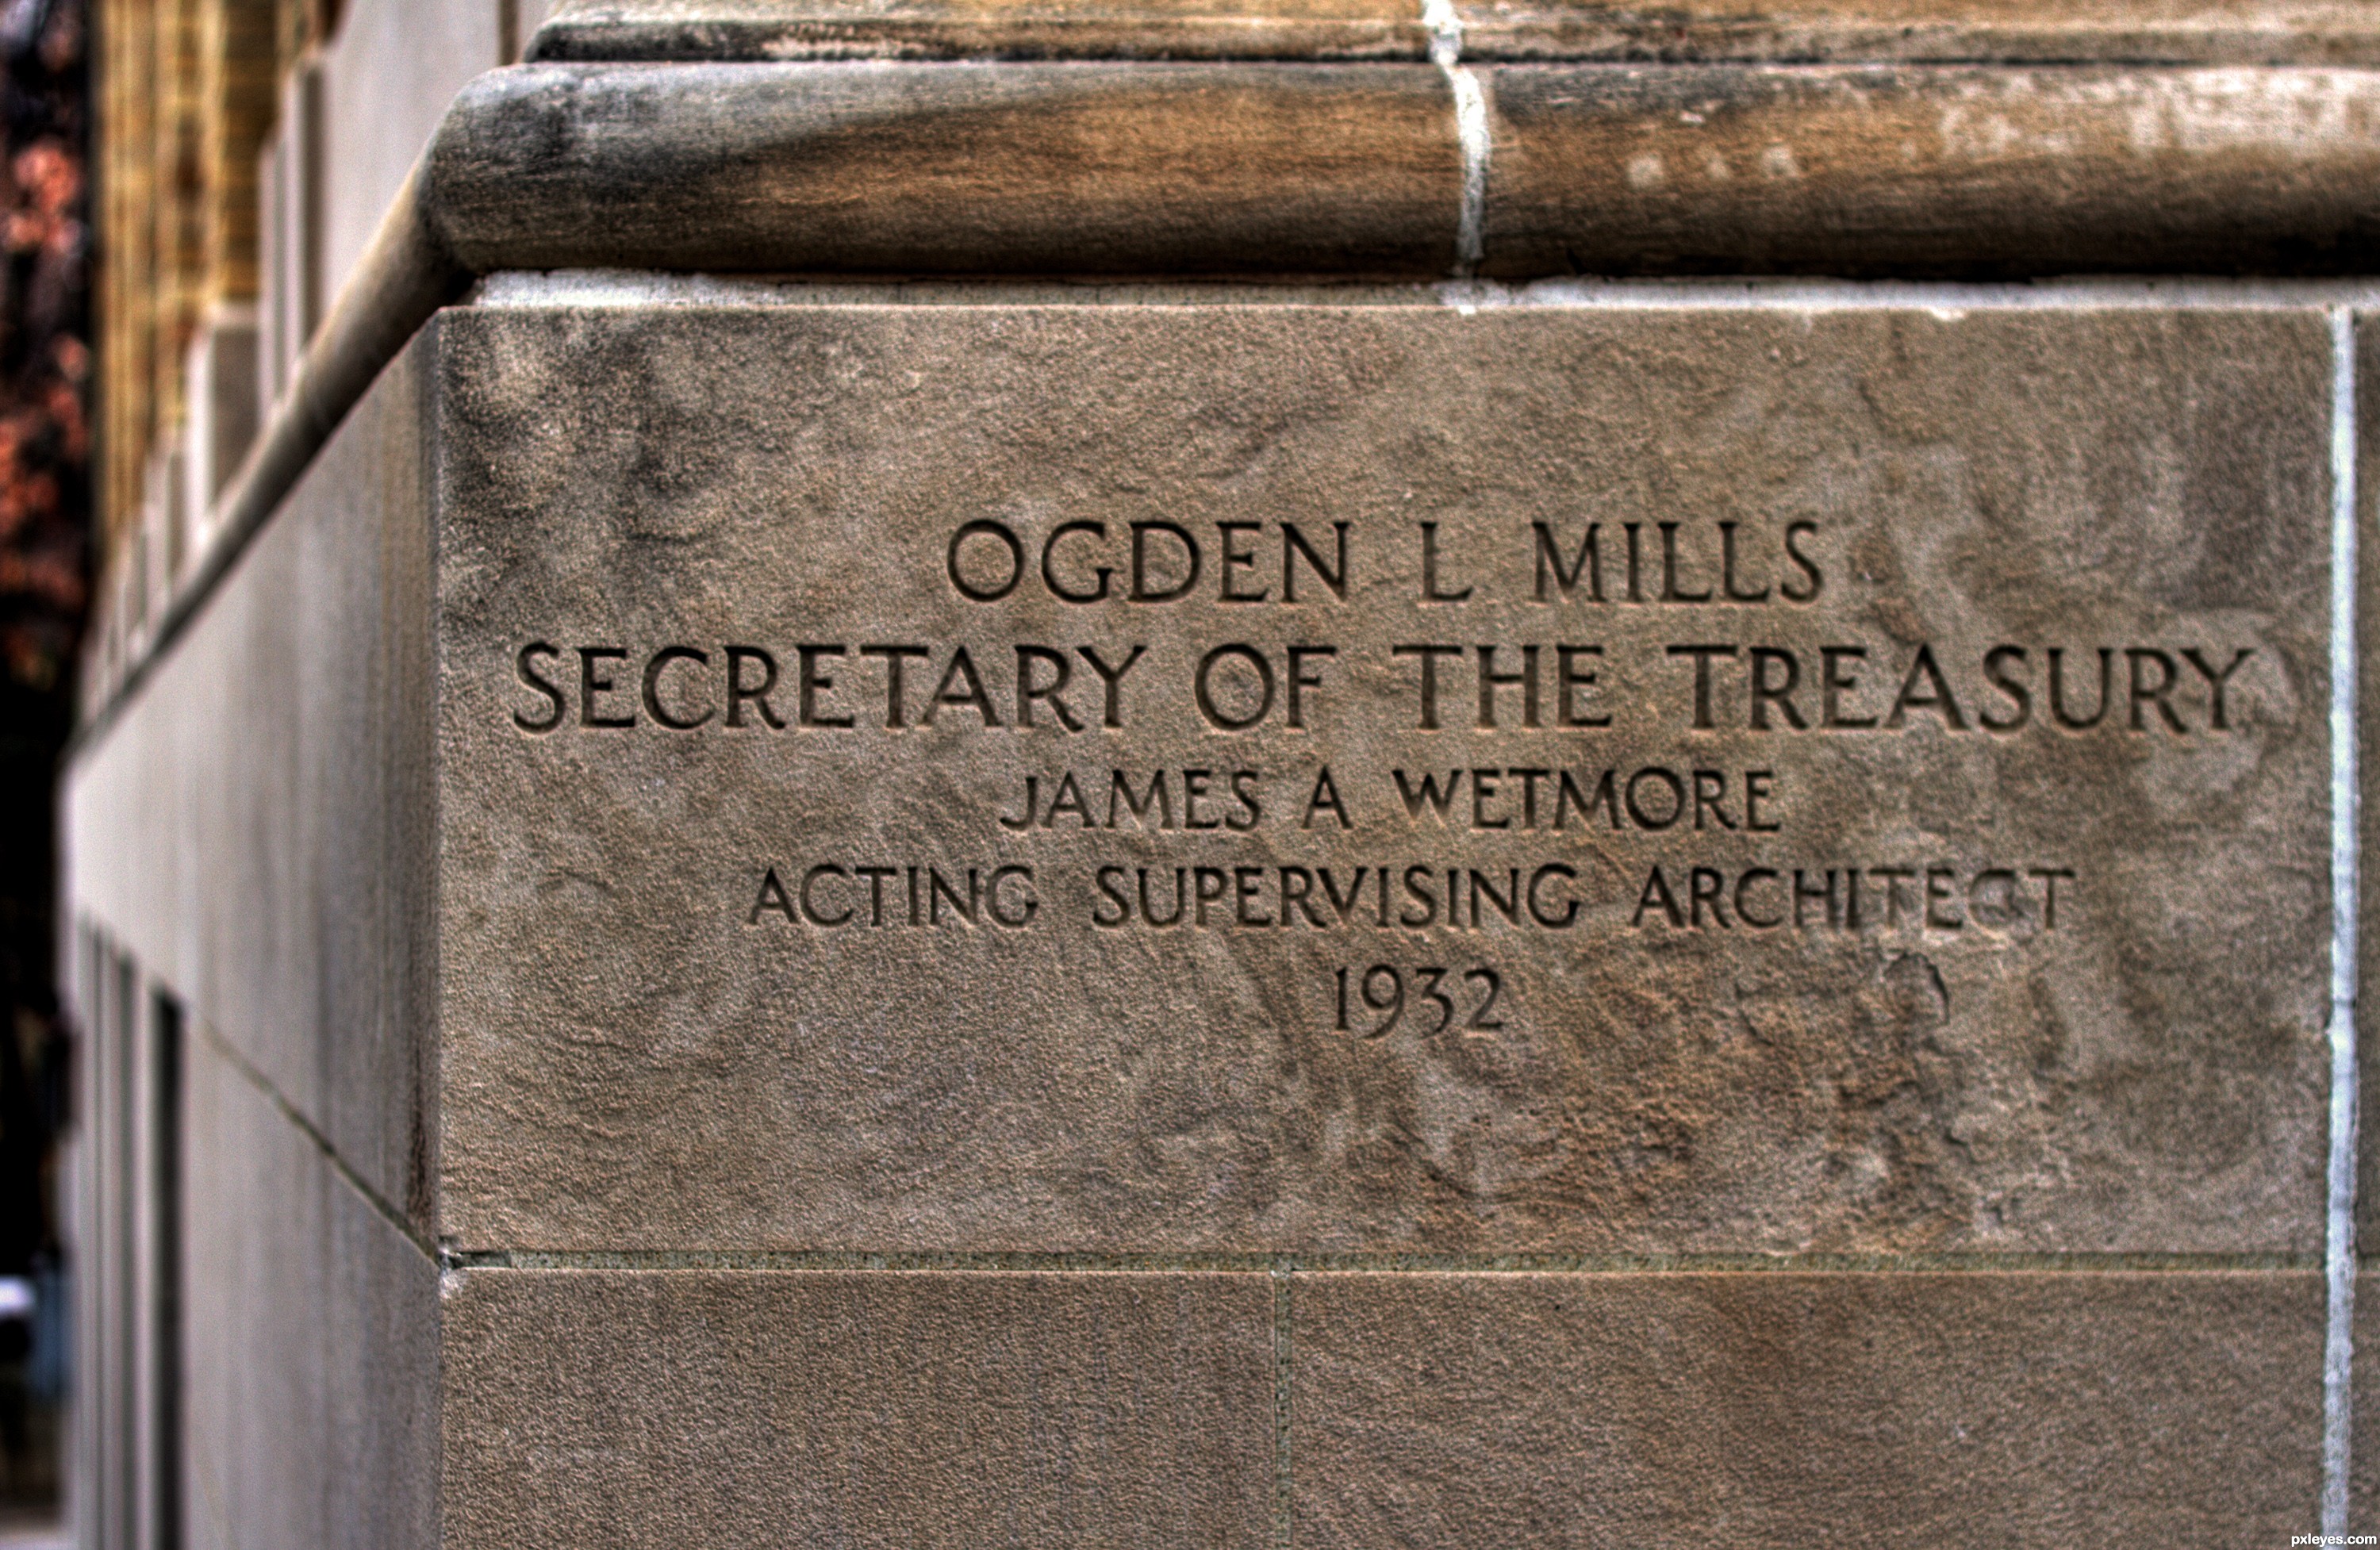 OGDEN L MILLS
SECRETARY OF THE TREASURY
JAMES A WETMORE
ACTING SUPERVISING ARCHITECT
1932
pxleyes.com